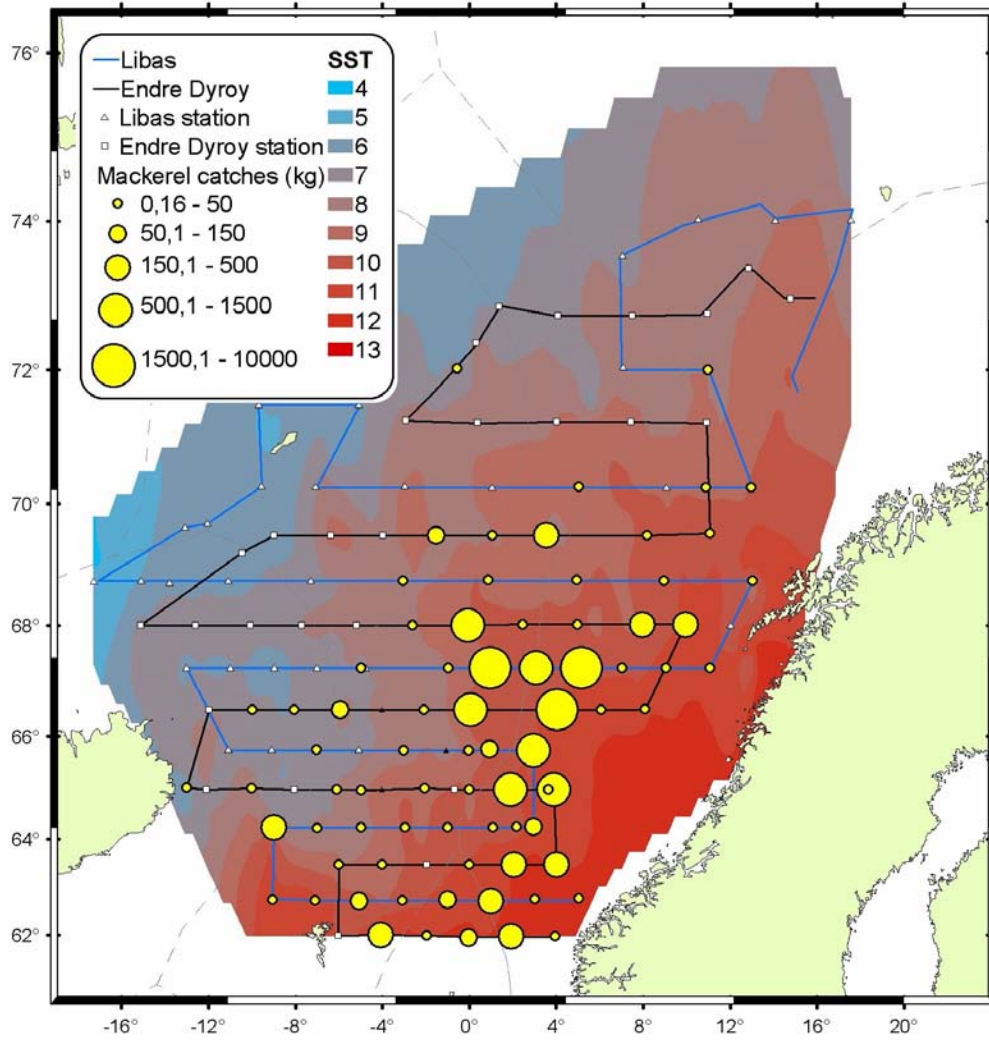 76°
74°
72°
70°
68°
66°
64°
62°
Libas
Endre Dyroy
Libas station
Endre Dyroy station
Mackerel catches (kg)
0,16 - 50
50,1 - 150
150,1 - 500
500,1 - 1500
1500,1 - 10000
SST
4
5
6
7
8
9
10
11
12
13
-16° -12° -8° -4° 0° 4° 8° 12° 16° 20°